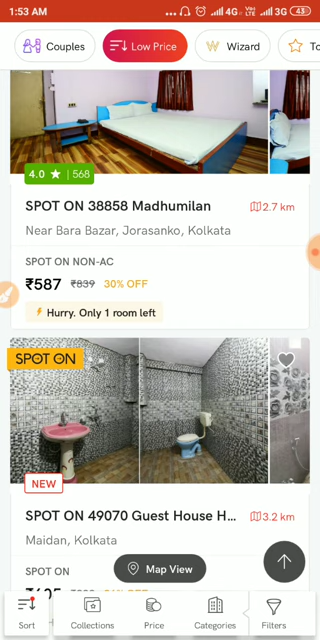 1:53 AM ... 4G Vo) LTE 3G 43
Couples Low Price Wizard To
4.0 ★ | 568
SPOT ON 38858 Madhumilan 2.7 km
Near Bara Bazar, Jorasanko, Kolkata
SPOT ON NON-AC
₹587 ₹839 30% OFF
Hurry. Only 1 room left
SPOT ON
NEW
SPOT ON 49070 Guest House H... 3.2 km
Maidan, Kolkata
Map View
SPOT ON
Sort Collections Price Categories Filters